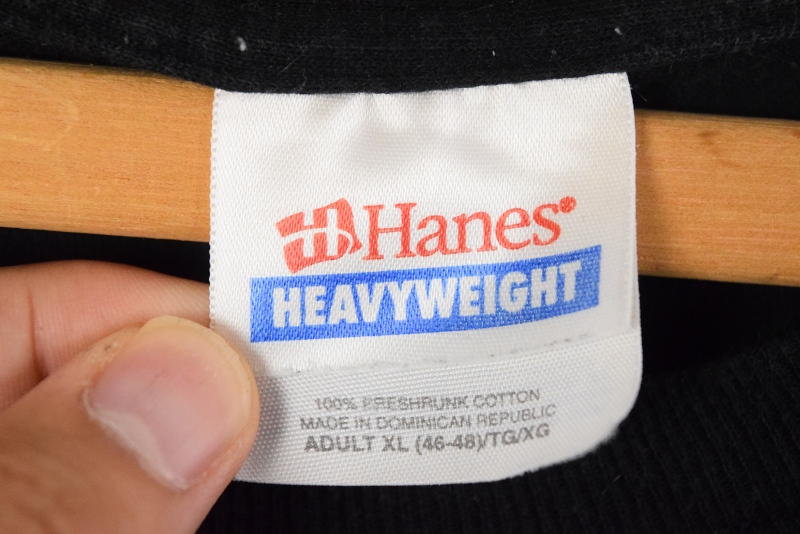 H Hanes®
HEAVYWEIGHT
100% PRESHRUNK COTTON
MADE IN DOMINICAN REPUBLIC
ADULT XL (46-48)/TG/XG